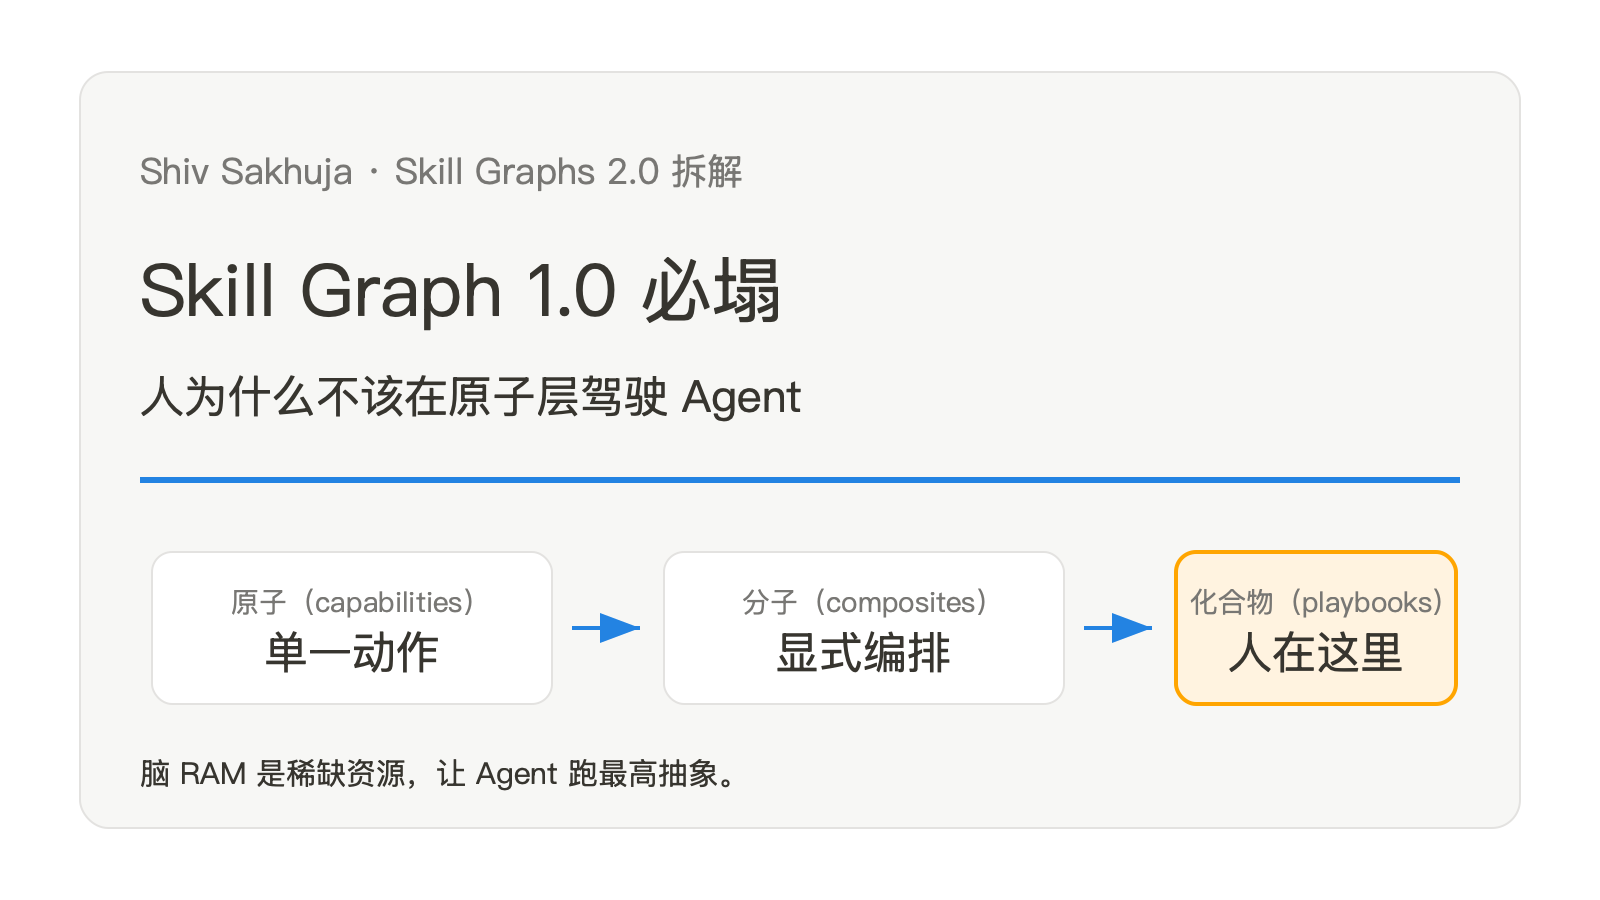 Shiv Sakhuja · Skill Graphs 2.0 拆解
Skill Graph 1.0 必塌
人为什么不该在原子层驾驶 Agent
原子（capabilities）
单一动作
分子（composites）
显式编排
化合物（playbooks）
人在这里
脑 RAM 是稀缺资源，让 Agent 跑最高抽象。